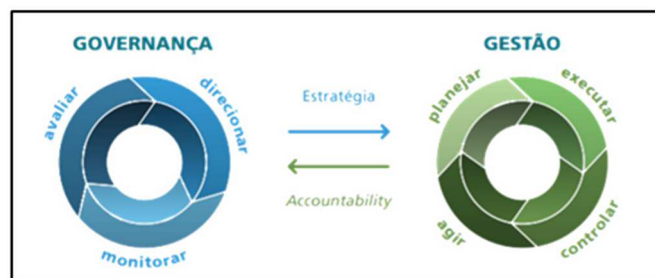 GOVERNANÇA
GESTÃO
avaliar
direcionar
monitorar
Estratégia
Accountability
planejar
executar
agir
controlar